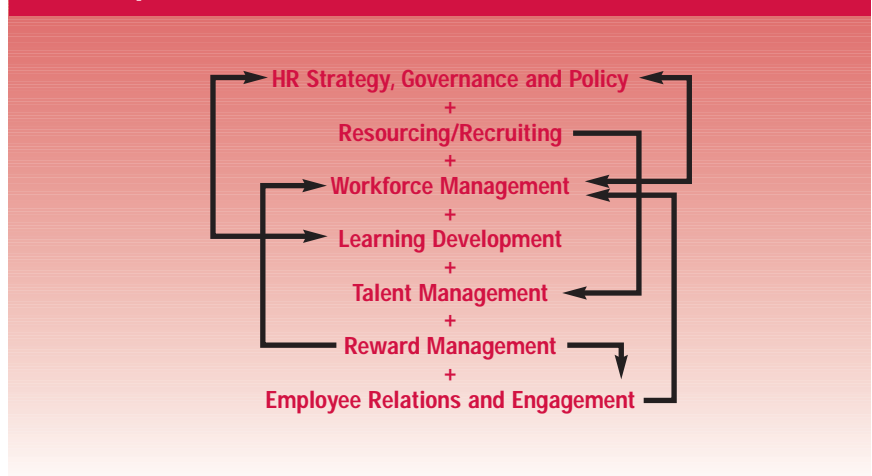 HR Strategy, Governance and Policy
+
Resourcing/Recruiting
+
Workforce Management
+
Learning Development
+
Talent Management
+
Reward Management
+
Employee Relations and Engagement